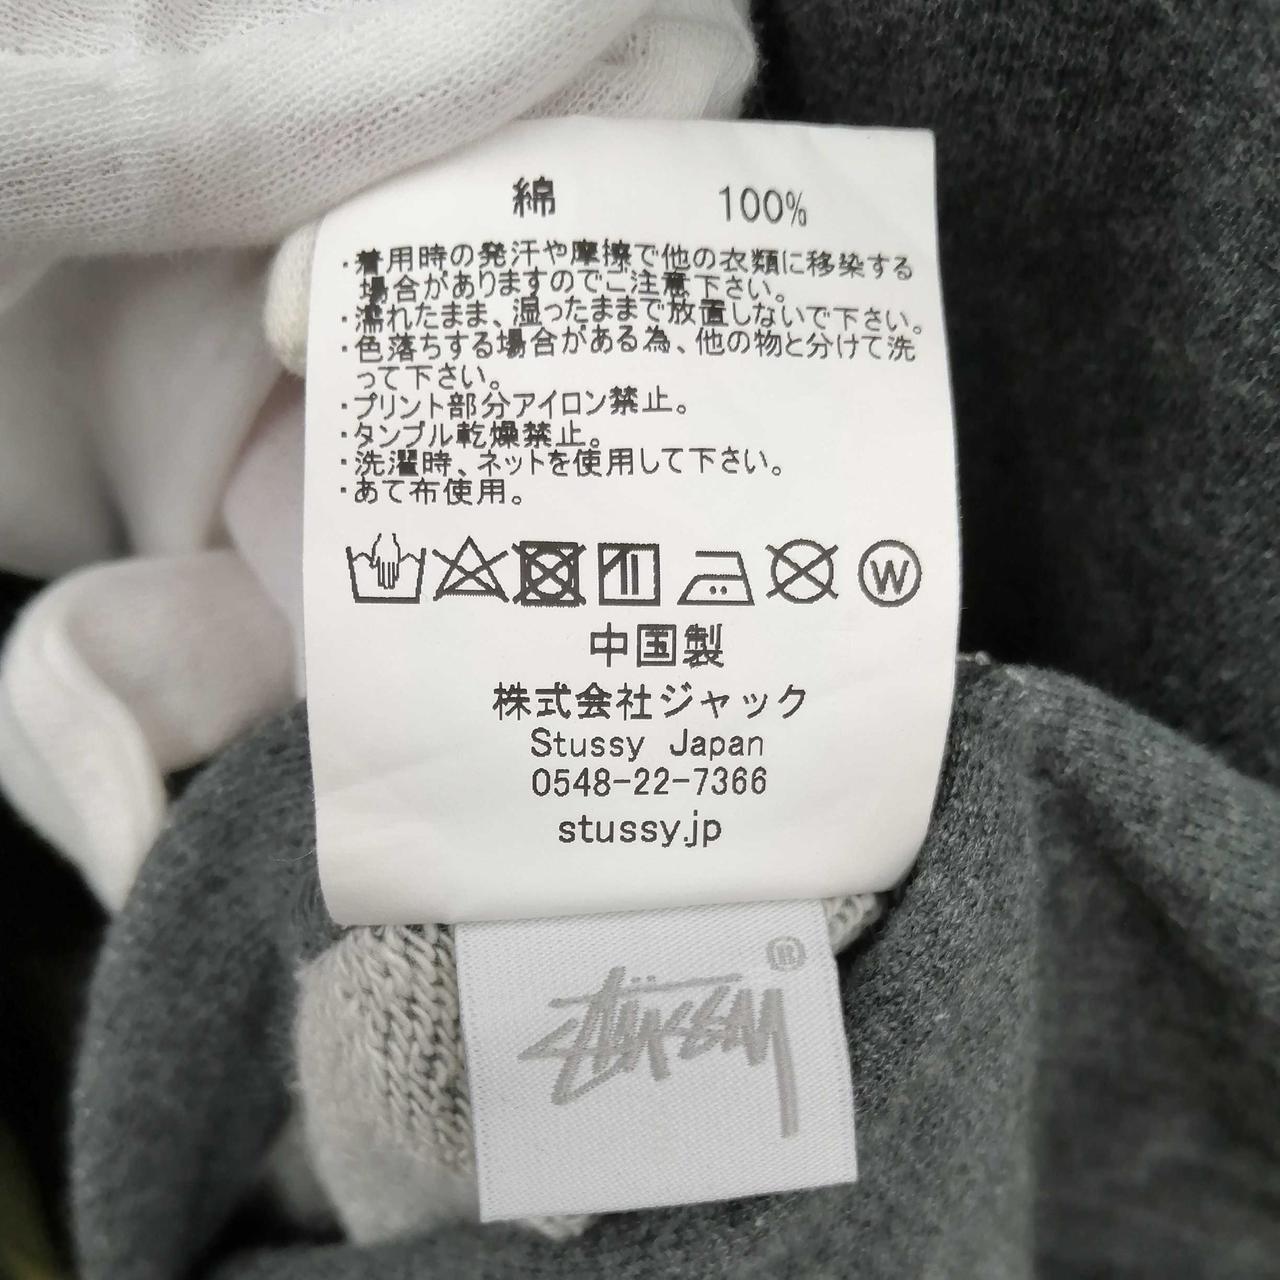 綿 100%
・着用時の発汗や摩擦で他の衣類に移染する
場合がありますのでご注意下さい。
・濡れたまま、湿ったままで放置しないで下さい。
・色落ちする場合がある為、他の物と分けて洗
って下さい。
・プリント部分アイロン禁止。
・タンブル乾燥禁止。
・洗濯時、ネットを使用して下さい。
・あて布使用。
W
中国製
株式会社ジャック
Stussy Japan
0548-22-7366
stussy.jp
STÜSSY ®